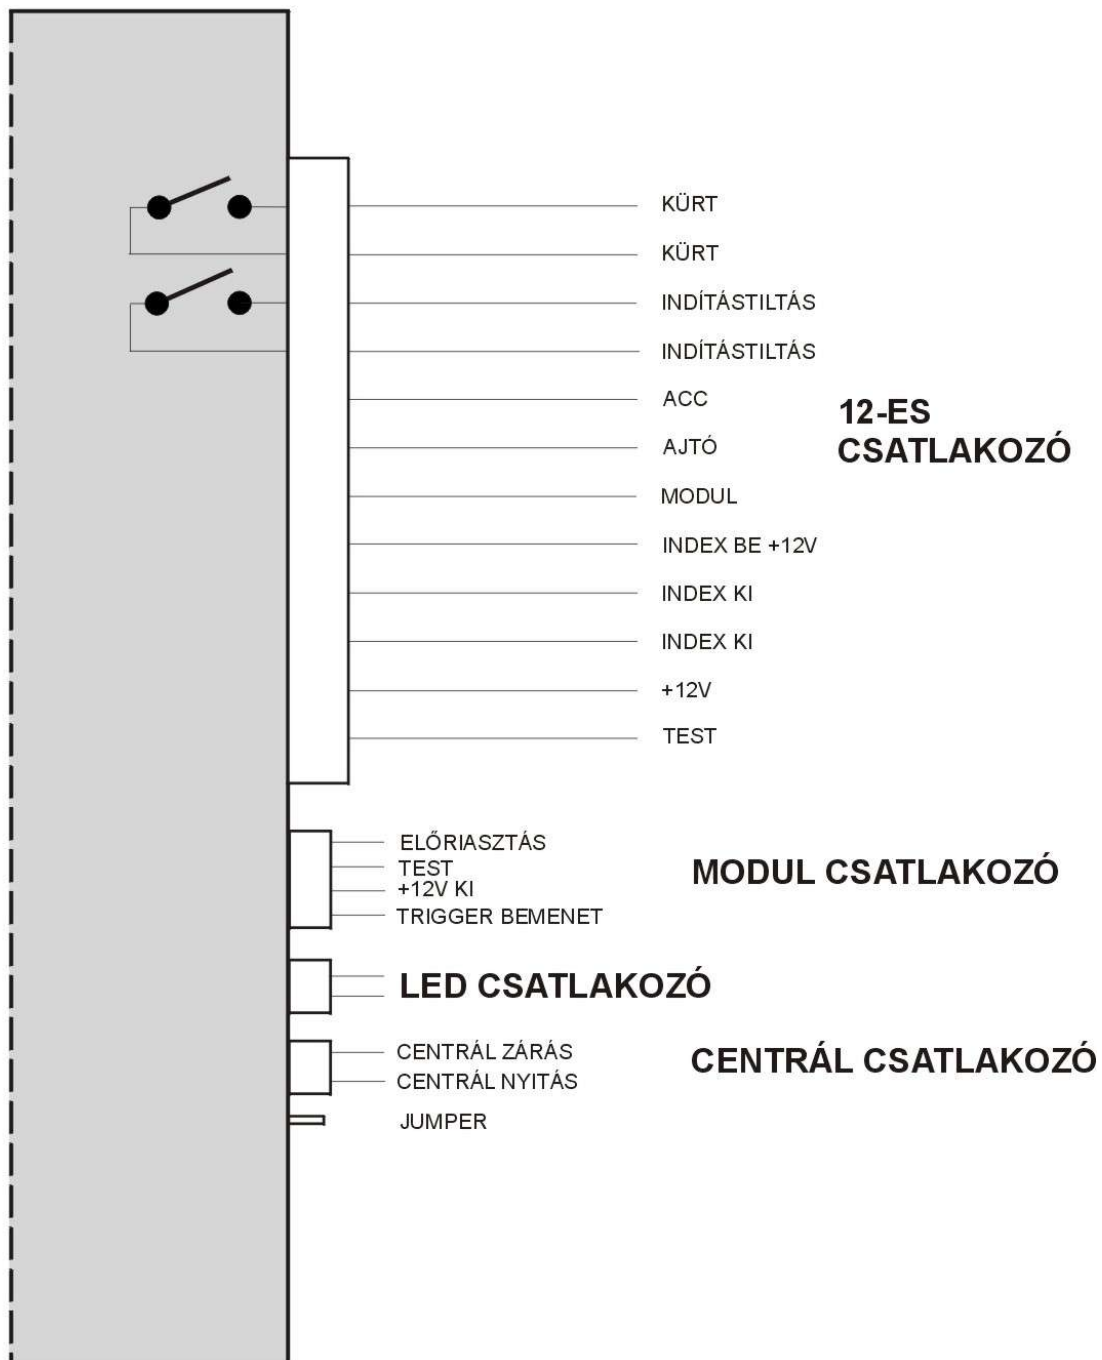 KÜRT
KÜRT
INDÍTÁSTILTÁS
INDÍTÁSTILTÁS
ACC
AJTÓ
MODUL
INDEX BE +12V
INDEX KI
INDEX KI
+12V
TEST
12-ES
CSATLAKOZÓ
ELŐRIASZTÁS
TEST
+12V KI
TRIGGER BEMENET
MODUL CSATLAKOZÓ
LED CSATLAKOZÓ
CENTRÁL ZÁRÁS
CENTRÁL NYITÁS
CENTRÁL CSATLAKOZÓ
JUMPER